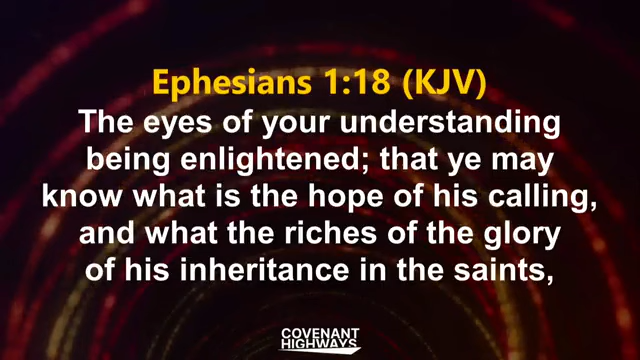 Ephesians 1:18 (KJV)
The eyes of your understanding
being enlightened; that ye may
know what is the hope of his calling,
and what the riches of the glory
of his inheritance in the saints,
COVENANT
HIGHWAYS